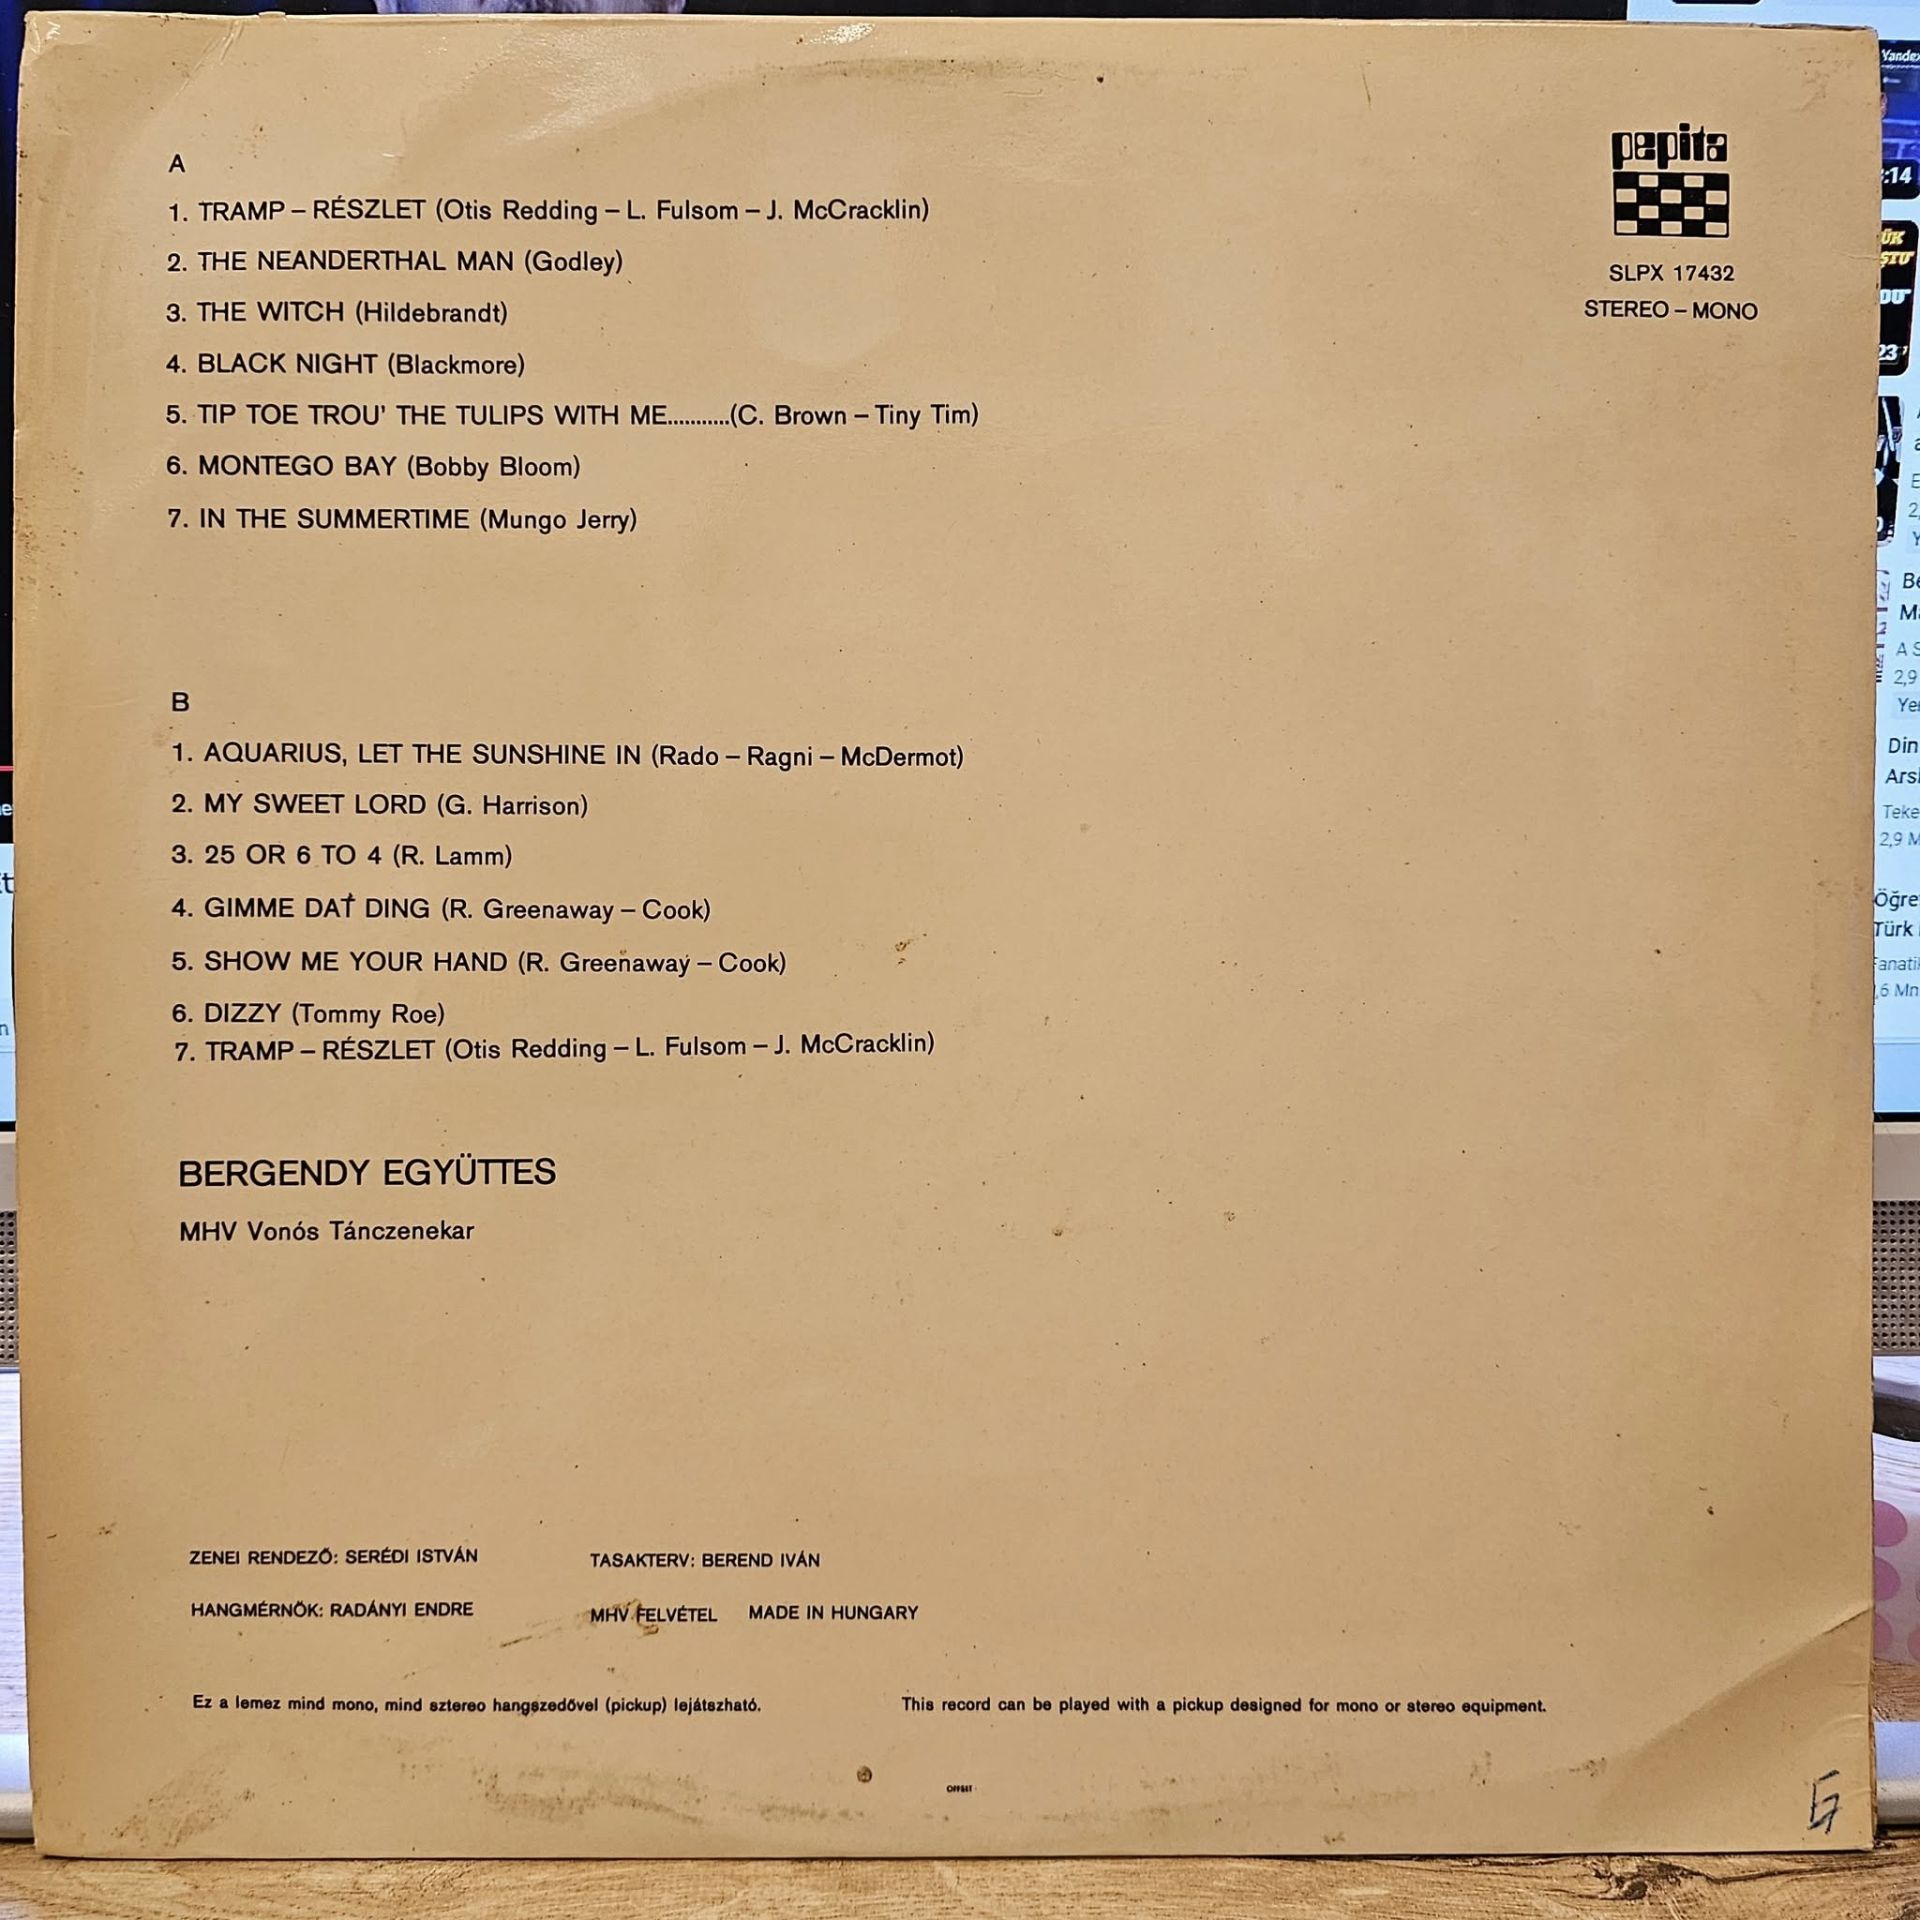 A
1. TRAMP – RÉSZLET (Otis Redding – L. Fulsom – J. McCracklin)
2. THE NEANDERTHAL MAN (Godley)
3. THE WITCH (Hildebrandt)
4. BLACK NIGHT (Blackmore)
5. TIP TOE TROU' THE TULIPS WITH ME...........(C. Brown – Tiny Tim)
6. MONTEGO BAY (Bobby Bloom)
7. IN THE SUMMERTIME (Mungo Jerry)
pepita
SLPX 17432
STEREO – MONO
B
1. AQUARIUS, LET THE SUNSHINE IN (Rado – Ragni – McDermot)
2. MY SWEET LORD (G. Harrison)
3. 25 OR 6 TO 4 (R. Lamm)
4. GIMME DAT DING (R. Greenaway – Cook)
5. SHOW ME YOUR HAND (R. Greenaway – Cook)
6. DIZZY (Tommy Roe)
7. TRAMP – RÉSZLET (Otis Redding – L. Fulsom – J. McCracklin)
BERGENDY EGYÜTTES
MHV Vonós Tánczenekar
ZENEI RENDEZŐ: SERÉDI ISTVÁN
TASAKTERV: BEREND IVÁN
HANGMÉRNÖK: RADÁNYI ENDRE
MHV FELVÉTEL MADE IN HUNGARY
Ez a lemez mind mono, mind sztereo hangszedővel (pickup) lejátszható.
This record can be played with a pickup designed for mono or stereo equipment.
OFFSET
Yandex
:14
23
Din
Türk